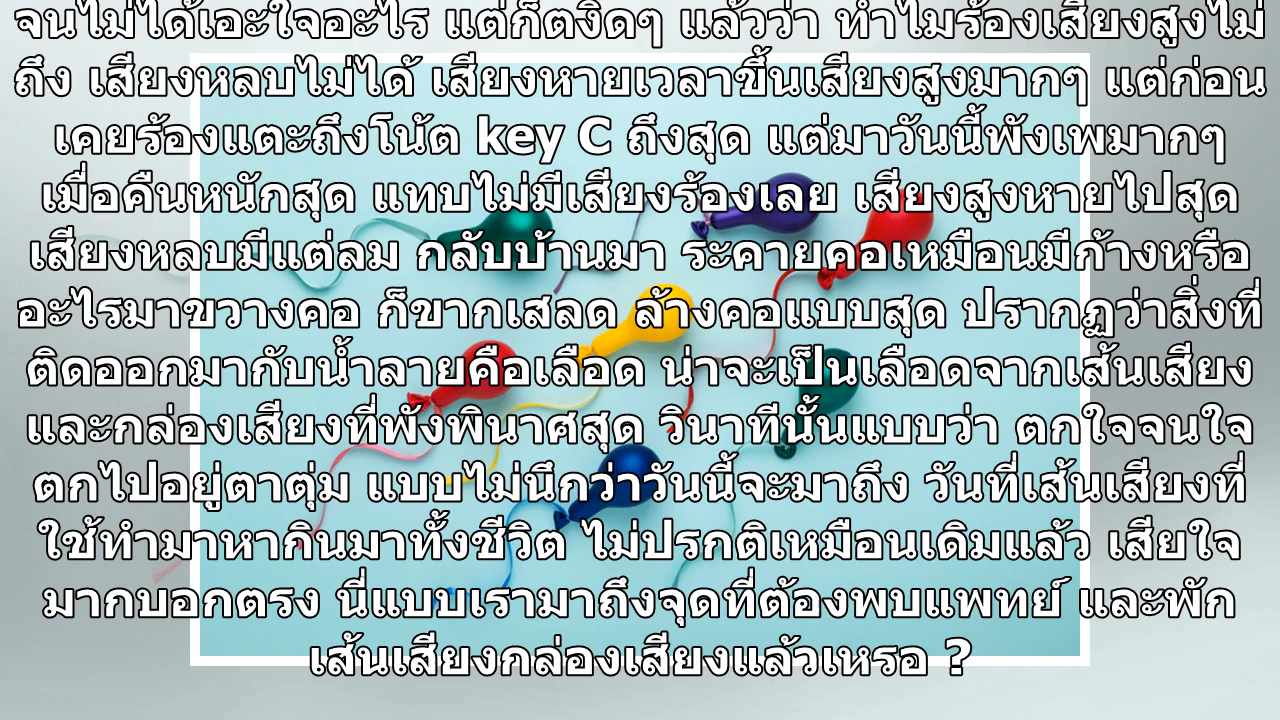 จนไม่ได้เอะใจอะไร แต่ก็ตงิดๆ แล้วว่า ทำไมร้องเสียงสูงไม่
ถึง เสียงหลบไม่ได้ เสียงหายเวลาขึ้นเสียงสูงมากๆ แต่ก่อน
เคยร้องแตะถึงโน้ต key C ถึงสุด แต่มาวันนี้พังเพมากๆ
เมื่อคืนหนักสุด แทบไม่มีเสียงร้องเลย เสียงสูงหายไปสุด
เสียงหลบมีแต่ลม กลับบ้านมา ระคายคอเหมือนมีก้างหรือ
อะไรมาขวางคอ ก็ขากเสลด ล้างคอแบบสุด ปรากฏว่าสิ่งที่
ติดออกมากับน้ำลายคือเลือด น่าจะเป็นเลือดจากเส้นเสียง
และกล่องเสียงที่พังพินาศสุด วินาทีนั้นแบบว่า ตกใจจนใจ
ตกไปอยู่ตาตุ่ม แบบไม่นึกว่าวันนี้จะมาถึง วันที่เส้นเสียงที่
ใช้ทำมาหากินมาทั้งชีวิต ไม่ปรกติเหมือนเดิมแล้ว เสียใจ
มากบอกตรง นี่แบบเรามาถึงจุดที่ต้องพบแพทย์ และพัก
เส้นเสียงกล่องเสียงแล้วเหรอ ?